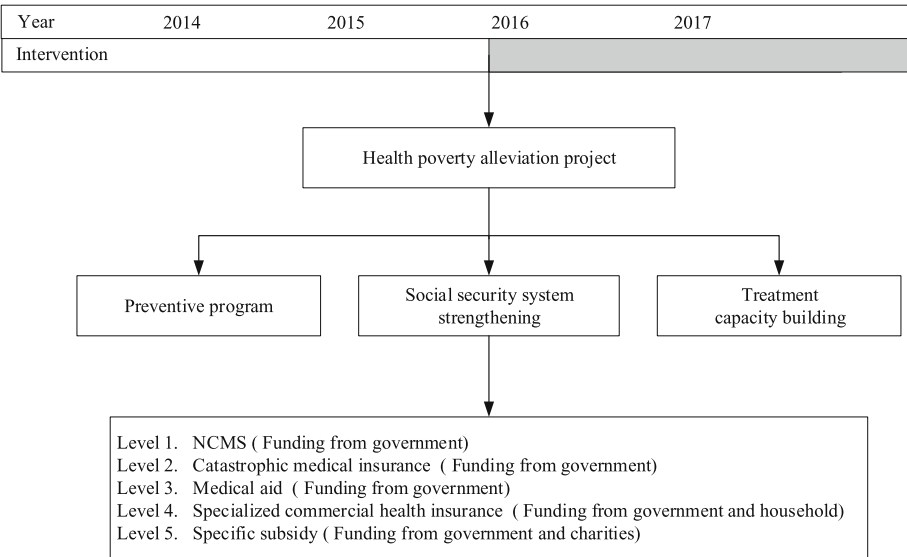 Year 2014 2015 2016 2017
Intervention
Health poverty alleviation project
Preventive program
Social security system
strengthening
Treatment
capacity building
Level 1. NCMS ( Funding from government)
Level 2. Catastrophic medical insurance ( Funding from government)
Level 3. Medical aid ( Funding from government)
Level 4. Specialized commercial health insurance ( Funding from government and household)
Level 5. Specific subsidy ( Funding from government and charities)